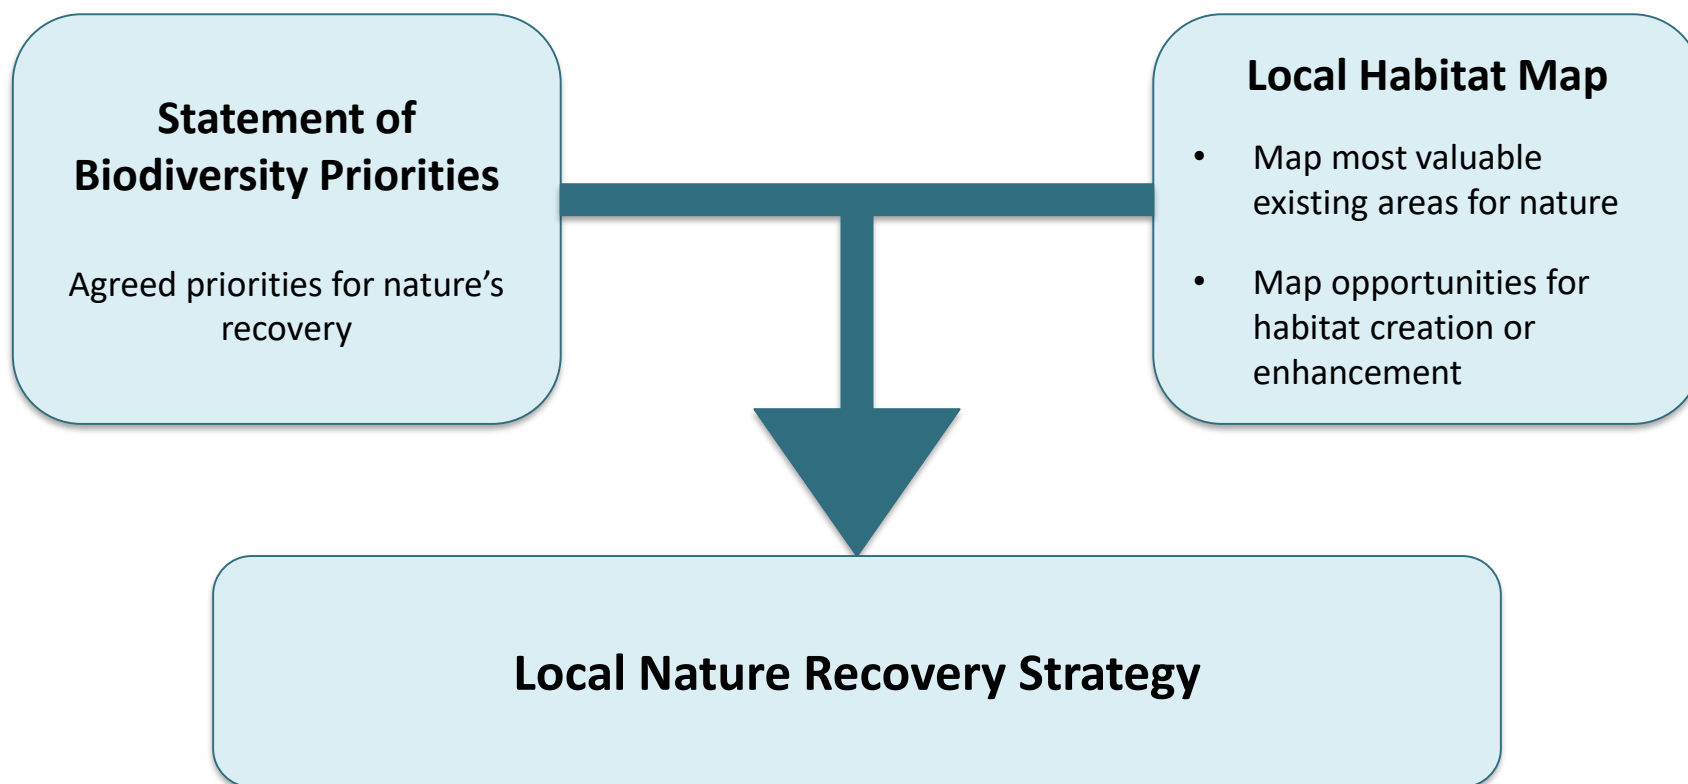 Statement of
Biodiversity Priorities
Agreed priorities for nature’s
recovery
Local Habitat Map
• Map most valuable
existing areas for nature
• Map opportunities for
habitat creation or
enhancement
Local Nature Recovery Strategy